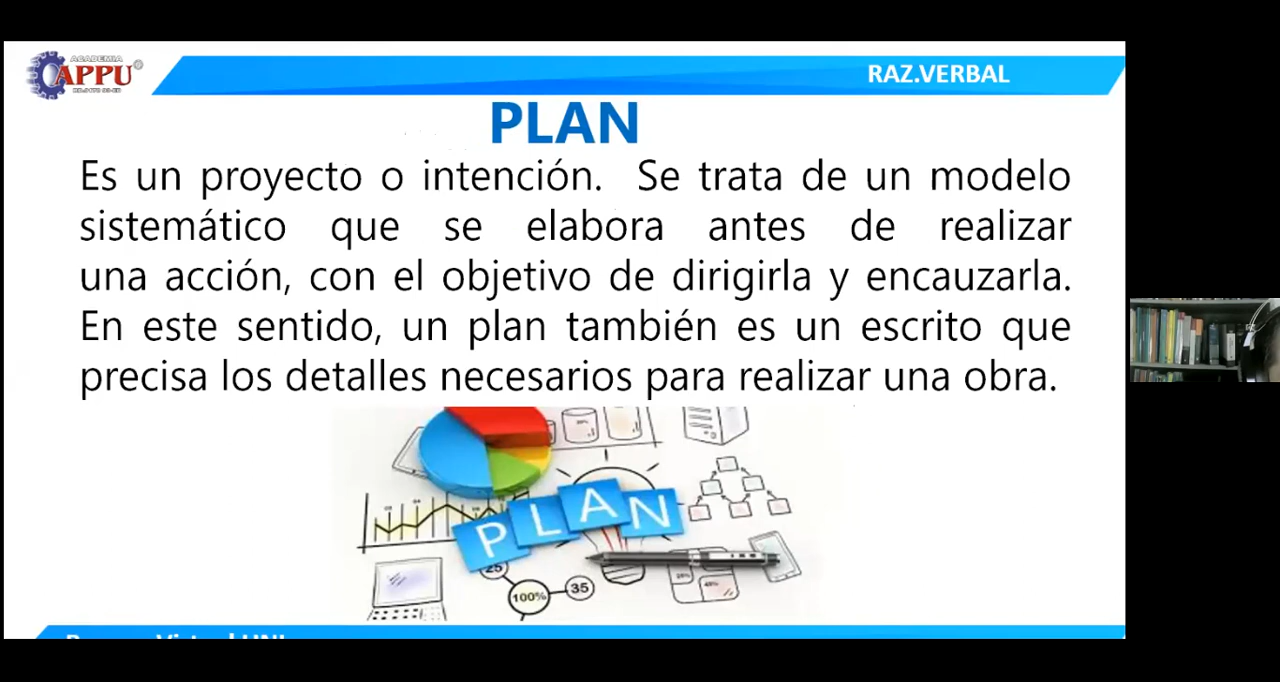 ACADEMIA
APPU
RAZ.VERBAL
PLAN
Es un proyecto o intención. Se trata de un modelo
sistemático que se elabora antes de realizar
una acción, con el objetivo de dirigirla y encauzarla.
En este sentido, un plan también es un escrito que
precisa los detalles necesarios para realizar una obra.
PLAN
25
100%
35